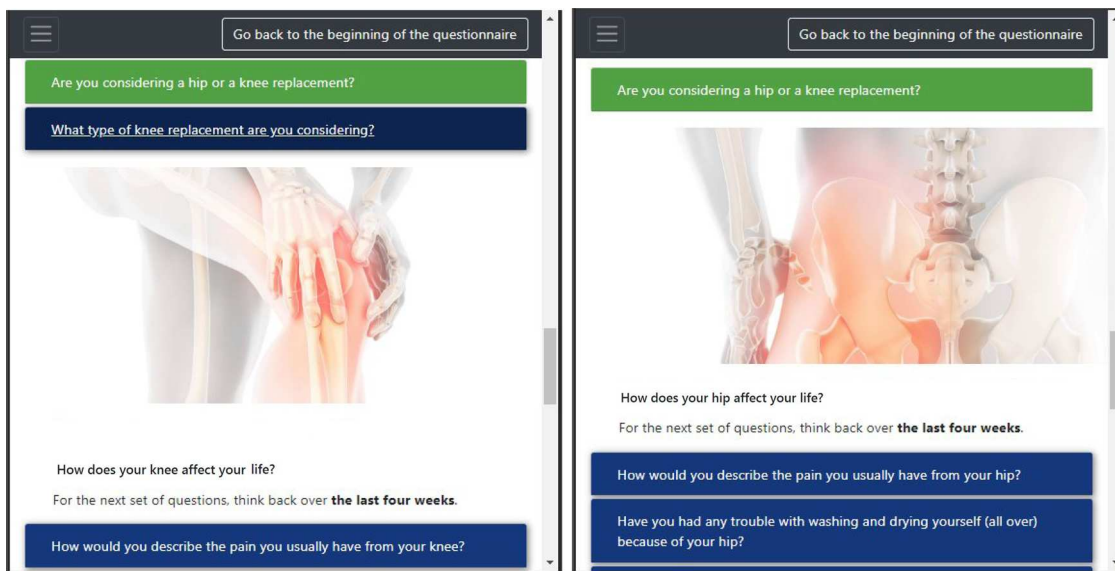 Go back to the beginning of the questionnaire
Are you considering a hip or a knee replacement?
What type of knee replacement are you considering?
How does your knee affect your life?
For the next set of questions, think back over the last four weeks.
How would you describe the pain you usually have from your knee?
Go back to the beginning of the questionnaire
Are you considering a hip or a knee replacement?
How does your hip affect your life?
For the next set of questions, think back over the last four weeks.
How would you describe the pain you usually have from your hip?
Have you had any trouble with washing and drying yourself (all over)
because of your hip?